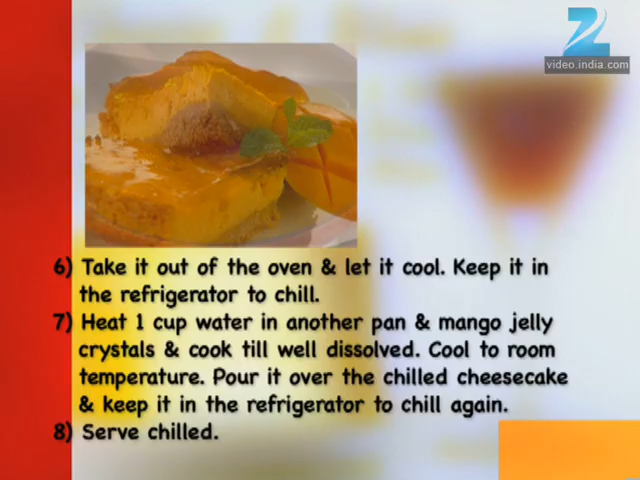 Z
video.india.com
6) Take it out of the oven & let it cool. Keep it in
the refrigerator to chill.
7) Heat 1 cup water in another pan & mango jelly
crystals & cook till well dissolved. Cool to room
temperature. Pour it over the chilled cheesecake
& keep it in the refrigerator to chill again.
8) Serve chilled.